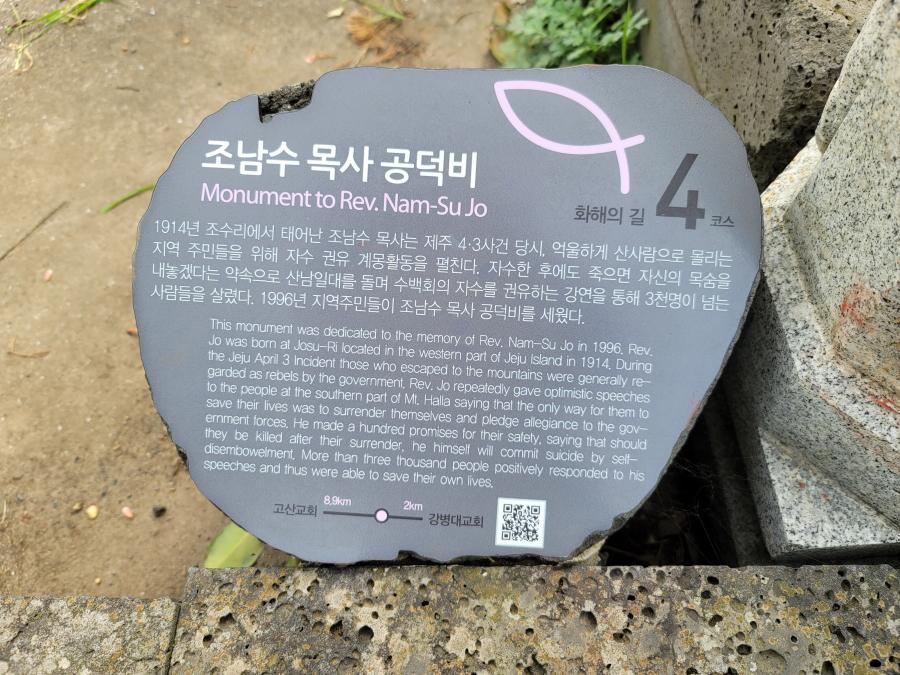 조남수 목사 공덕비
Monument to Rev. Nam-Su Jo
화해의 길 4 코스
1914년 조수리에서 태어난 조남수 목사는 제주 4·3사건 당시, 억울하게 산사람으로 몰리는
지역 주민들을 위해 자수 권유 계몽활동을 펼친다. 자수한 후에도 죽으면 자신의 목숨을
내놓겠다는 약속으로 산남일대를 돌며 수백회의 자수를 권유하는 강연을 통해 3천명이 넘는
사람들을 살렸다. 1996년 지역주민들이 조남수 목사 공덕비를 세웠다.
This monument was dedicated to the memory of Rev. Nam-Su Jo in 1996. Rev.
Jo was born at Josu-Ri located in the western part of Jeju Island in 1914. During
the Jeju April 3 Incident those who escaped to the mountains were generally re-
garded as rebels by the government. Rev. Jo repeatedly gave optimistic speeches
to the people at the southern part of Mt. Halla saying that the only way for them to
save their lives was to surrender themselves and pledge allegiance to the gov-
ernment forces. He made a hundred promises for their safety, saying that should
they be killed after their surrender, he himself will commit suicide by self-
disembowelment. More than three thousand people positively responded to his
speeches and thus were able to save their own lives.
8.9km 2km
고산교회 강병대교회